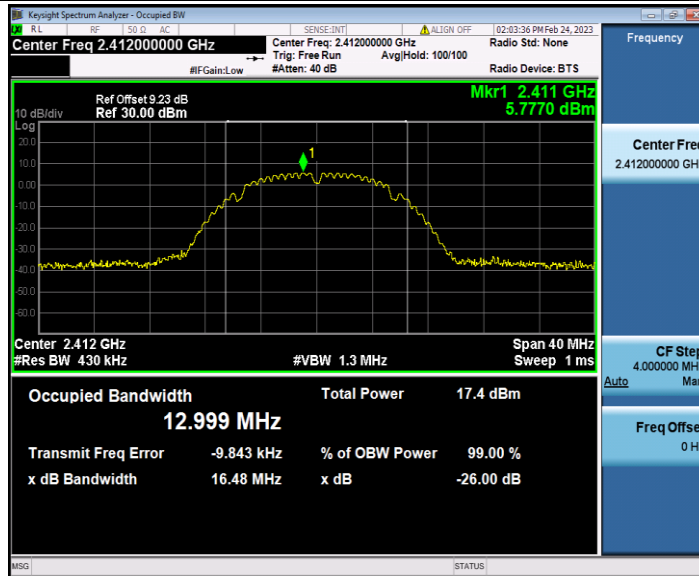 Keysight Spectrum Analyzer - Occupied BW
RL RF 50 Ω AC SENSE:INT ALIGN OFF 02:03:36 PM Feb 24, 2023
Center Freq 2.412000000 GHz
Center Freq: 2.412000000 GHz Radio Std: None
Trig: Free Run Avg|Hold: 100/100
#IFGain:Low #Atten: 40 dB Radio Device: BTS
Frequency
Mkr1 2.411 GHz
5.7770 dBm
Ref Offset 9.23 dB
10 dB/div Ref 30.00 dBm
Log
20.0
10.0
0.00
-10.0
-20.0
-30.0
-40.0
-50.0
-60.0
1
Center 2.412 GHz Span 40 MHz
#Res BW 430 kHz #VBW 1.3 MHz Sweep 1 ms
Occupied Bandwidth Total Power 17.4 dBm
12.999 MHz
Transmit Freq Error -9.843 kHz % of OBW Power 99.00 %
x dB Bandwidth 16.48 MHz x dB -26.00 dB
Center Fre
2.412000000 GH
CF Step
4.000000 MH
Auto Ma
Freq Offse
0 H
MSG STATUS